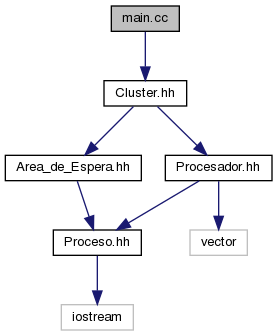 main.cc
Cluster.hh
Area_de_Espera.hh
Procesador.hh
Proceso.hh
vector
iostream